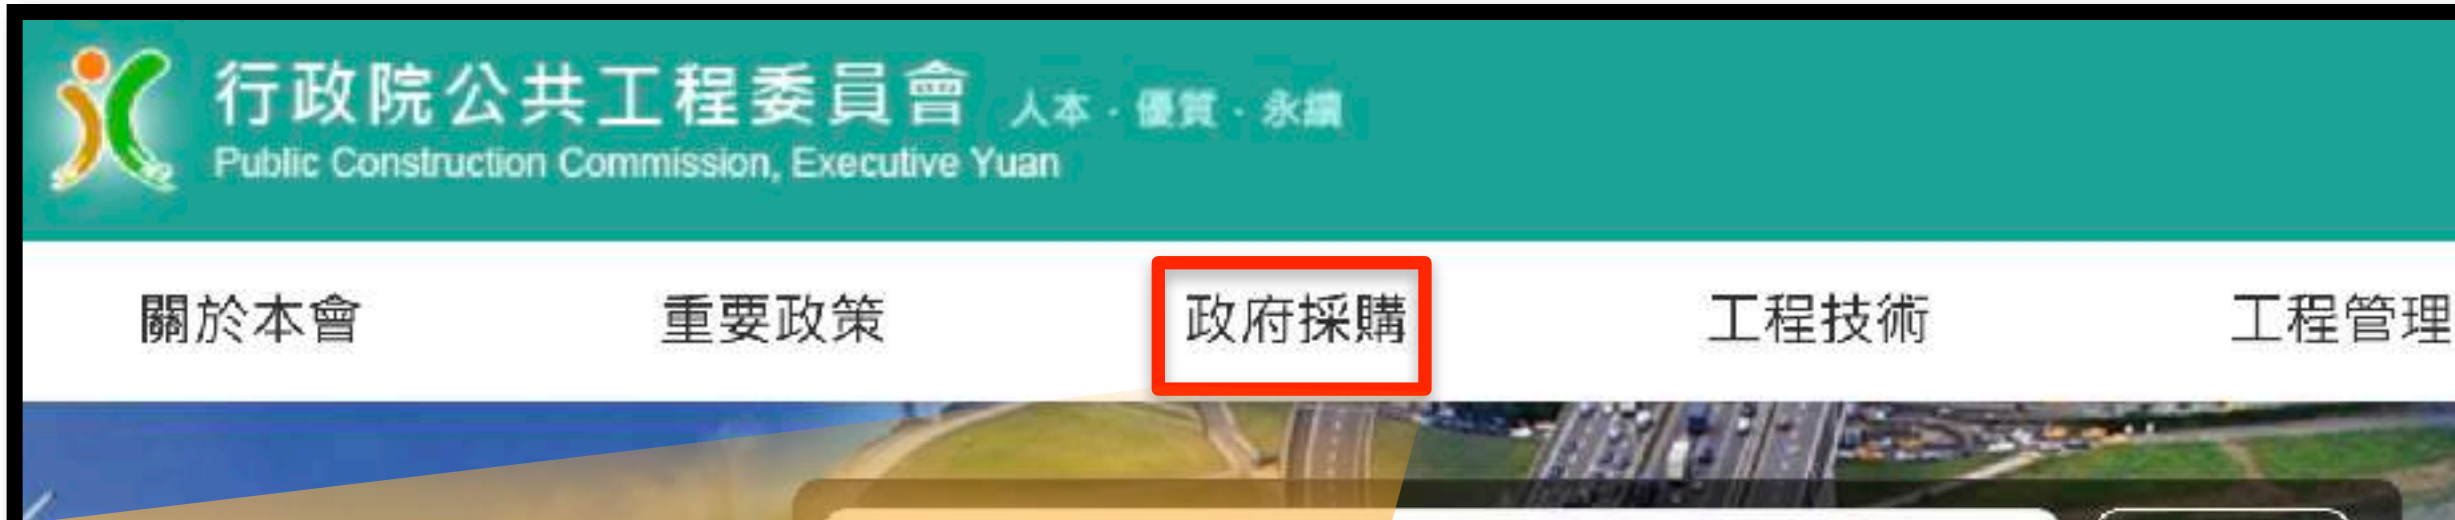 行政院公共工程委員會 人本．優質．永續
Public Construction Commission, Executive Yuan
關於本會 重要政策 政府採購 工程技術 工程管理